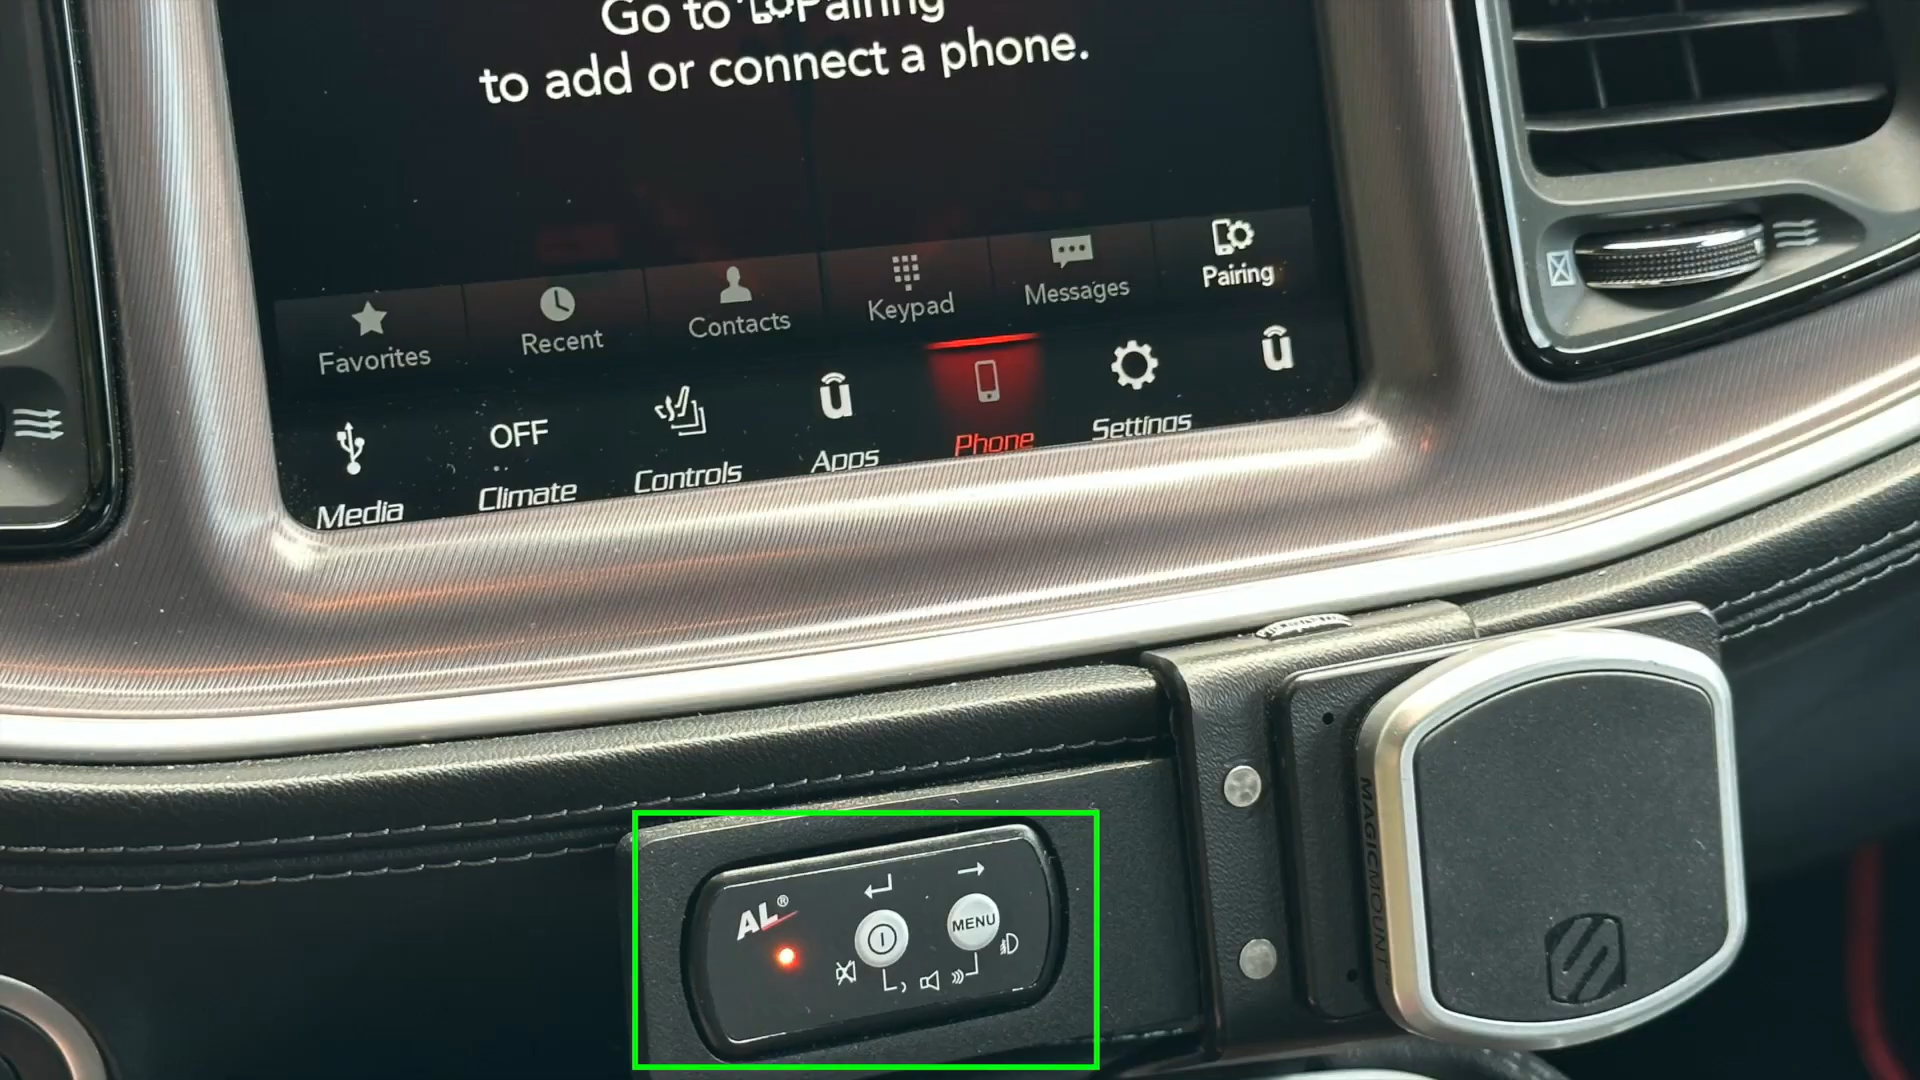 Go to Pairing
to add or connect a phone.
Favorites
Recent
Contacts
Keypad
Messages
Pairing
Media
OFF
Climate
Controls
Apps
Phone
Settings
AL®
MENU
MAGICMOUNT